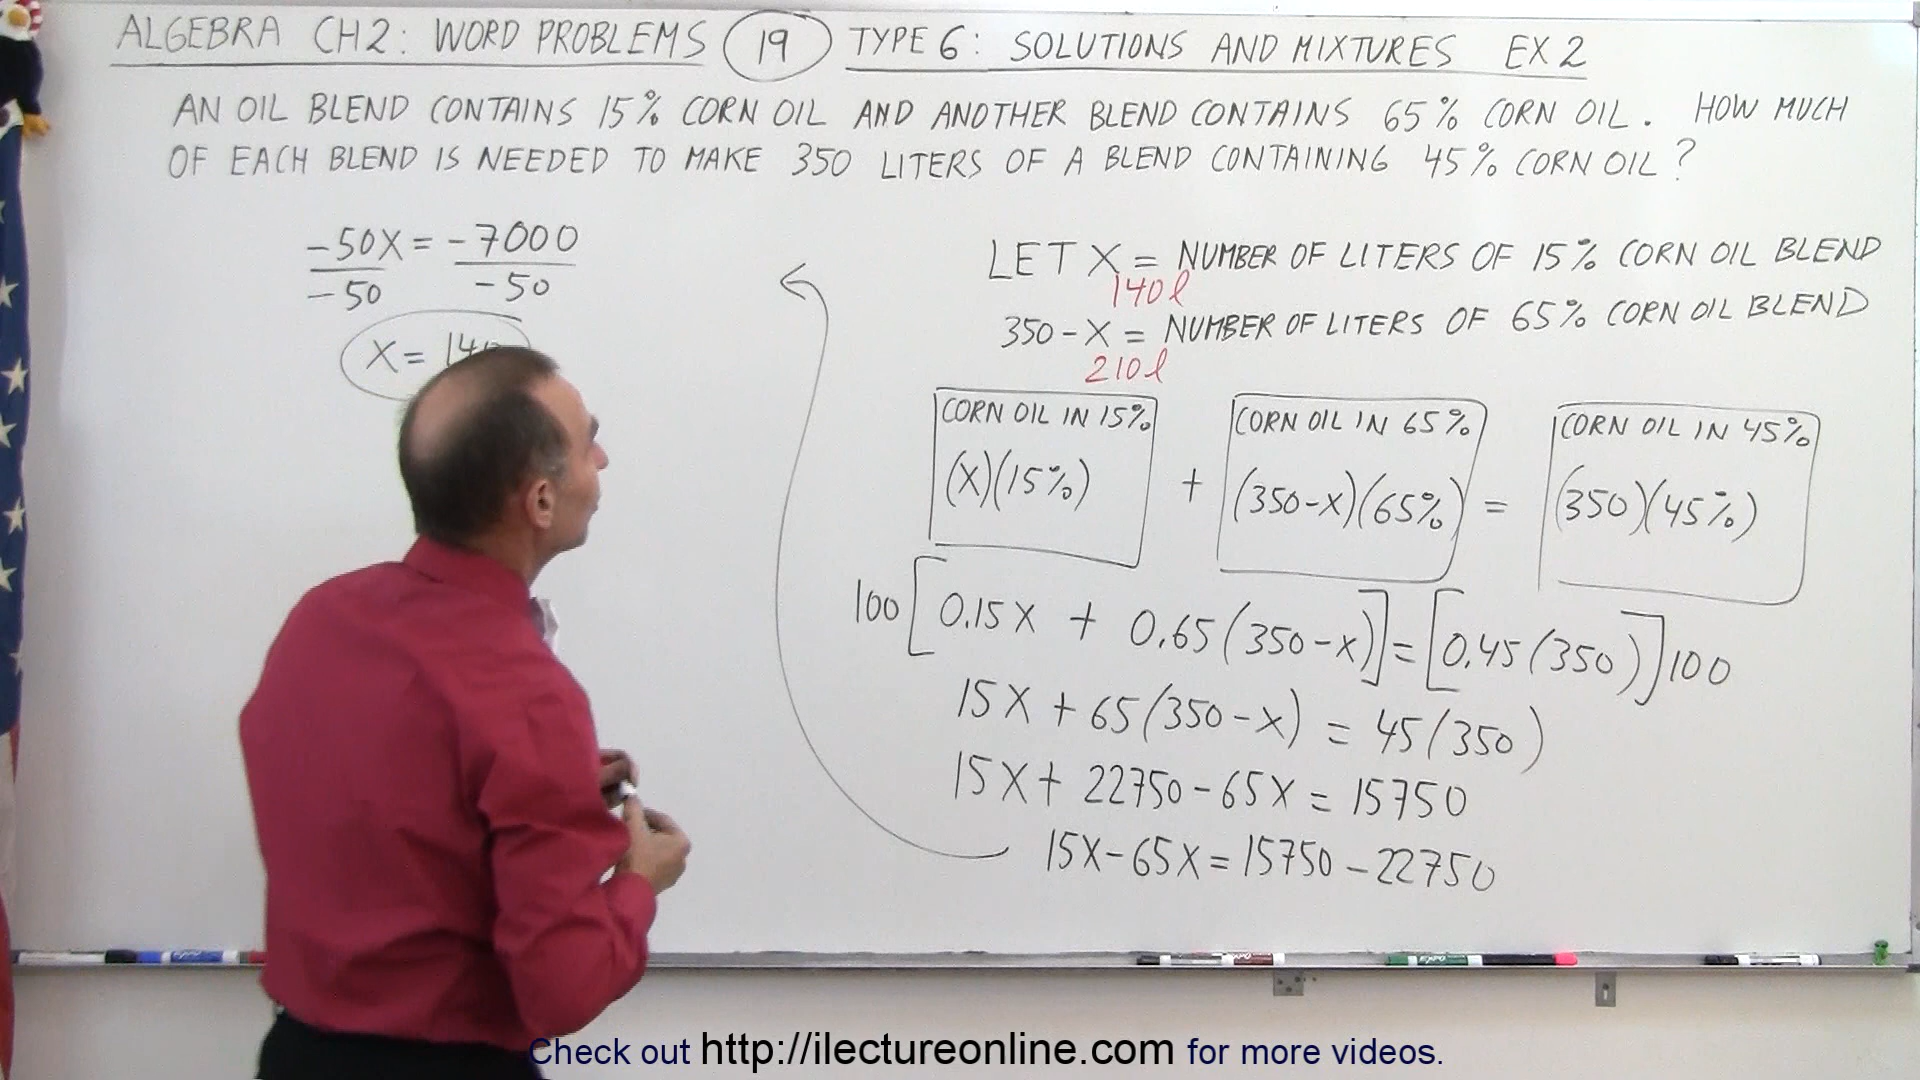 ALGEBRA CH2: WORD PROBLEMS 19 TYPE 6: SOLUTIONS AND MIXTURES EX 2
AN OIL BLEND CONTAINS 15% CORN OIL AND ANOTHER BLEND CONTAINS 65% CORN OIL. HOW MUCH
OF EACH BLEND IS NEEDED TO MAKE 350 LITERS OF A BLEND CONTAINING 45% CORN OIL?
-50X = -7000
-50 -50
X = 14
LET X = NUMBER OF LITERS OF 15% CORN OIL BLEND
140 l
350 - X = NUMBER OF LITERS OF 65% CORN OIL BLEND
210 l
CORN OIL IN 15% CORN OIL IN 65% CORN OIL IN 45%
(X)(15%) + (350-X)(65%) = (350)(45%)
100[0.15X + 0.65(350-X)] = [0.45(350)]100
15X + 65(350-X) = 45(350)
15X + 22750 - 65X = 15750
15X - 65X = 15750 - 22750
Check out http://ilectureonline.com for more videos.